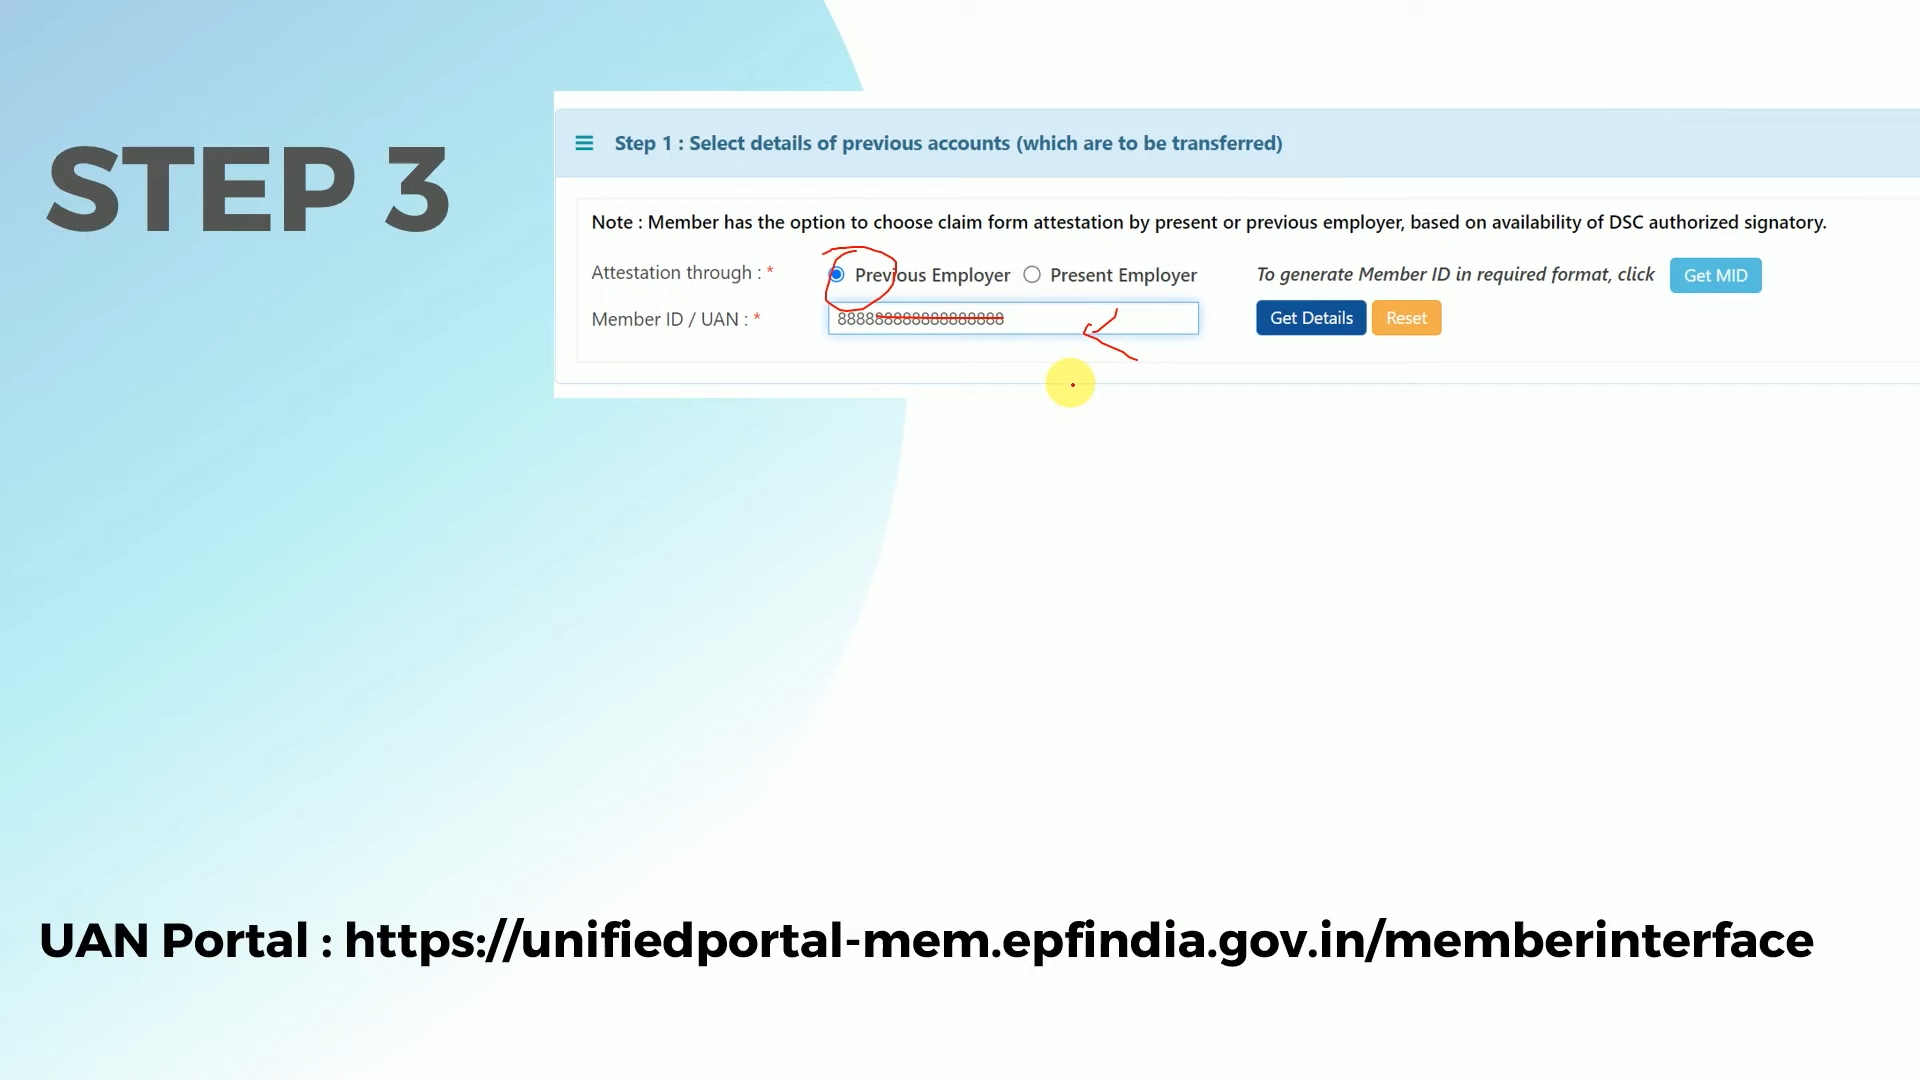 STEP 3
Step 1 : Select details of previous accounts (which are to be transferred)
Note : Member has the option to choose claim form attestation by present or previous employer, based on availability of DSC authorized signatory.
Attestation through : * Previous Employer Present Employer To generate Member ID in required format, click Get MID
Member ID / UAN : * 888888888888888888 Get Details Reset
UAN Portal : https://unifiedportal-mem.epfindia.gov.in/memberinterface